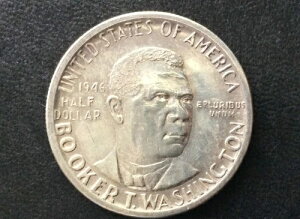 UNITED STATES OF AMERICA
1946
HALF
DOLLAR
E PLURIBUS
UNUM
BOOKER T. WASHINGTON